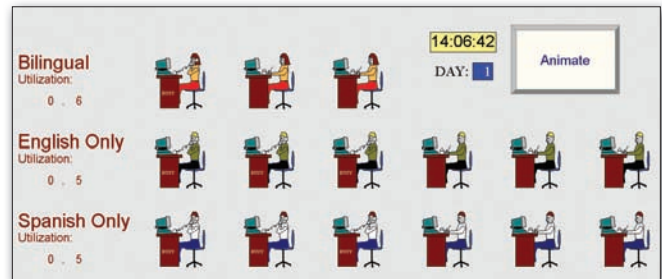 Bilingual
Utilization:
0 . 6
14:06:42
DAY: 1
Animate
English Only
Utilization:
0 . 5
Spanish Only
Utilization:
0 . 5